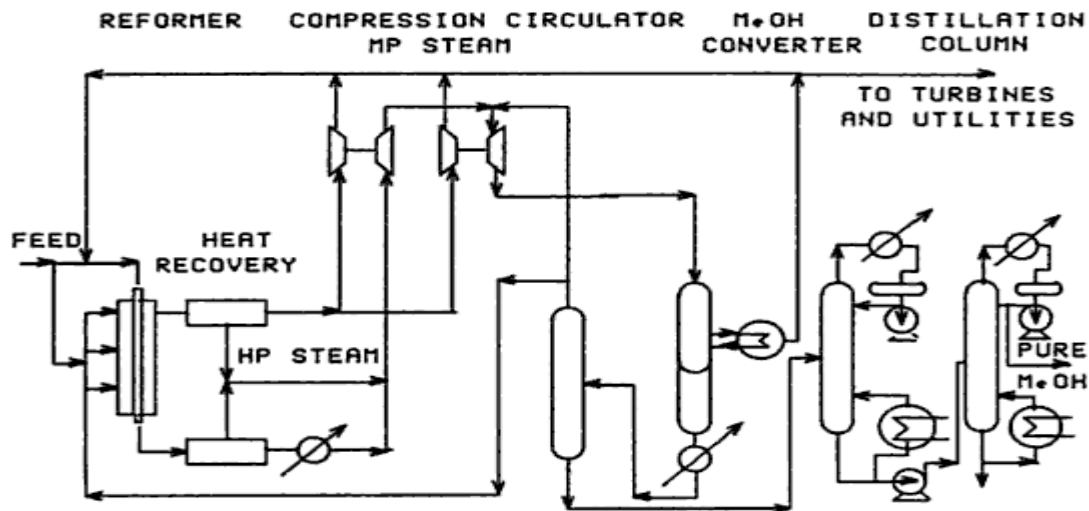 REFORMER COMPRESSION CIRCULATOR MeOH DISTILLATION
MP STEAM CONVERTER COLUMN
TO TURBINES
AND UTILITIES
FEED HEAT
RECOVERY
HP STEAM
PURE
MeOH